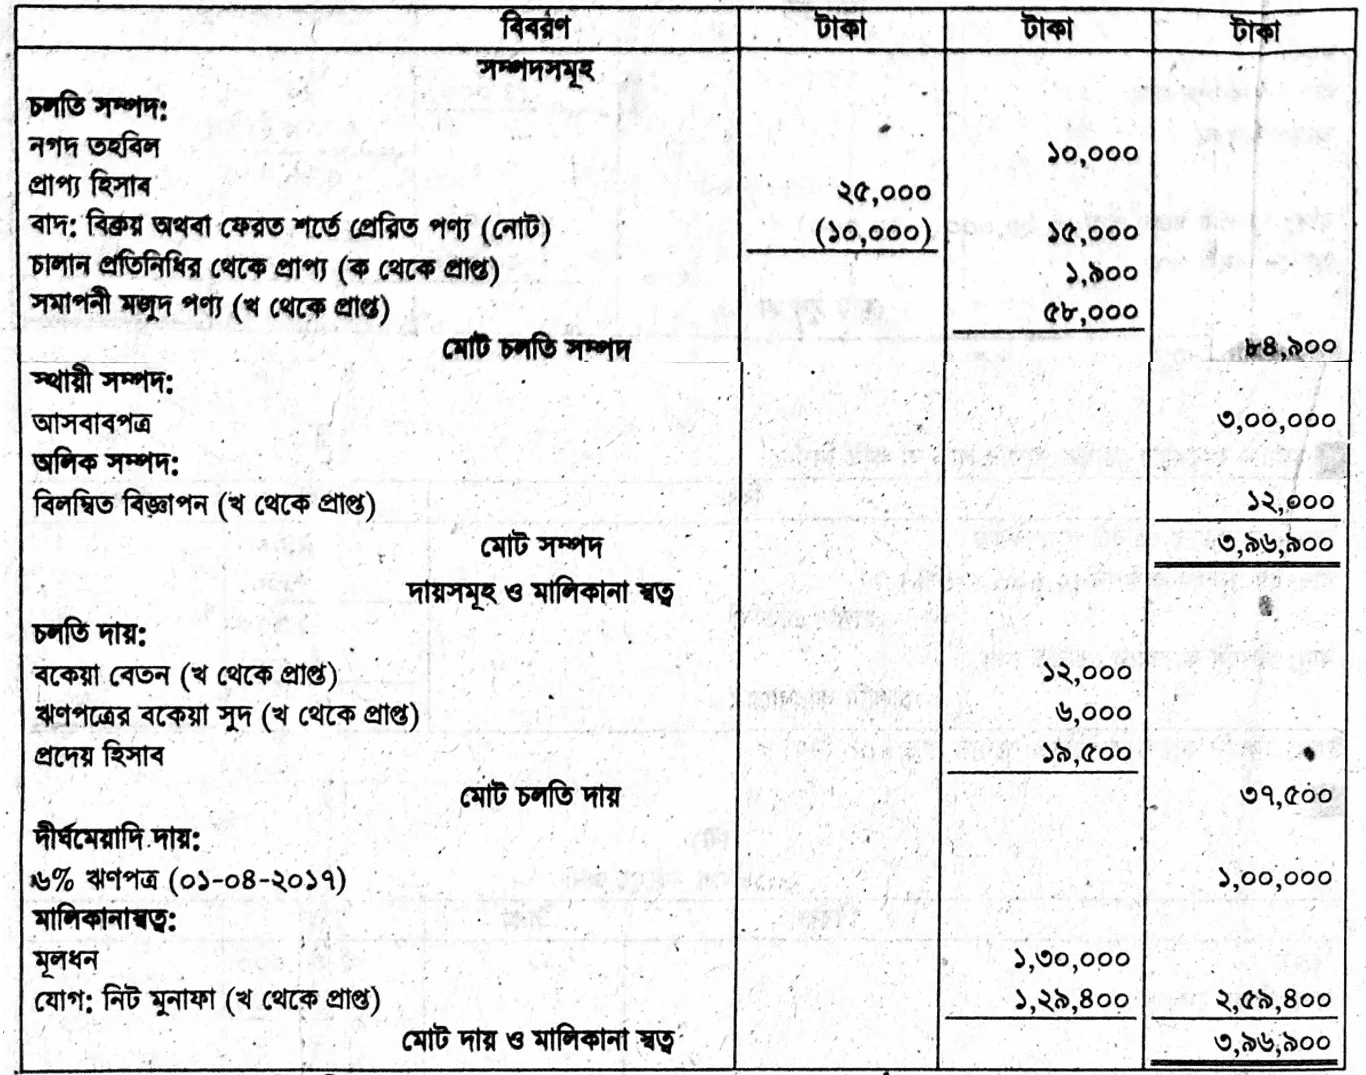 বিবরণ টাকা টাকা টাকা
সম্পদসমূহ
চলতি সম্পদ:
নগদ তহবিল ১০,০০০
প্রাপ্য হিসাব ২৫,০০০
বাদ: বিক্রয় অথবা ফেরত শর্তে প্রেরিত পণ্য (নোট) (১০,০০০) ১৫,০০০
চালান প্রতিনিধির থেকে প্রাপ্য (ক থেকে প্রাপ্ত) ১,৯০০
সমাপনী মজুদ পণ্য (খ থেকে প্রাপ্ত) ৫৮,০০০
মোট চলতি সম্পদ ৮৪,৯০০
স্থায়ী সম্পদ:
আসবাবপত্র ৩,০০,০০০
অলিক সম্পদ:
বিলম্বিত বিজ্ঞাপন (খ থেকে প্রাপ্ত) ১২,০০০
মোট সম্পদ ৩,৯৬,৯০০
দায়সমূহ ও মালিকানা স্বত্ব
চলতি দায়:
বকেয়া বেতন (খ থেকে প্রাপ্ত) ১২,০০০
ঋণপত্রের বকেয়া সুদ (খ থেকে প্রাপ্ত) ৬,০০০
প্রদেয় হিসাব ১৯,৫০০
মোট চলতি দায় ৩৭,৫০০
দীর্ঘমেয়াদি দায়:
৬% ঋণপত্র (০১-০৪-২০১৭) ১,০০,০০০
মালিকানাস্বত্ব:
মূলধন ১,৩০,০০০
যোগ: নিট মুনাফা (খ থেকে প্রাপ্ত) ১,২৯,৪০০ ২,৫৯,৪০০
মোট দায় ও মালিকানা স্বত্ব ৩,৯৬,৯০০